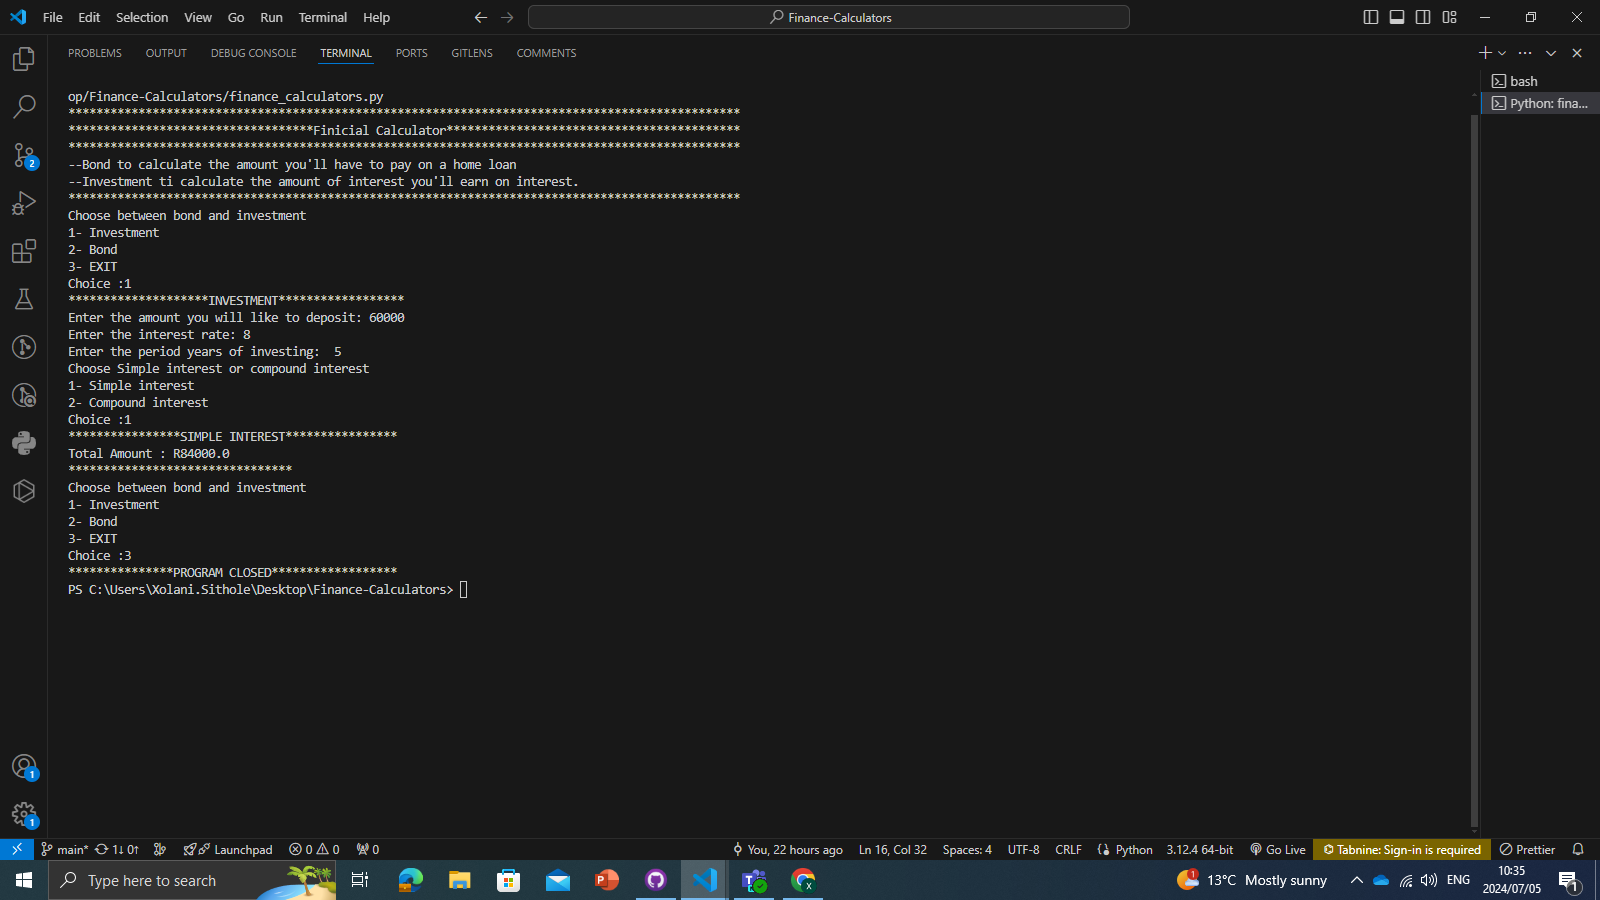 File Edit Selection View Go Run Terminal Help
Finance-Calculators
PROBLEMS OUTPUT DEBUG CONSOLE TERMINAL PORTS GITLENS COMMENTS
bash
Python: fina...
op/Finance-Calculators/finance_calculators.py
************************************************************************************************
***********************************Finicial Calculator******************************************
************************************************************************************************
--Bond to calculate the amount you'll have to pay on a home loan
--Investment ti calculate the amount of interest you'll earn on interest.
************************************************************************************************
Choose between bond and investment
1- Investment
2- Bond
3- EXIT
Choice :1
********************INVESTMENT******************
Enter the amount you will like to deposit: 60000
Enter the interest rate: 8
Enter the period years of investing:  5
Choose Simple interest or compound interest
1- Simple interest
2- Compound interest
Choice :1
****************SIMPLE INTEREST****************
Total Amount : R84000.0
********************************
Choose between bond and investment
1- Investment
2- Bond
3- EXIT
Choice :3
***************PROGRAM CLOSED******************
PS C:\Users\Xolani.Sithole\Desktop\Finance-Calculators>
2
1
1
main* 1↓ 0↑ Launchpad 0 0 0 You, 22 hours ago Ln 16, Col 32 Spaces: 4 UTF-8 CRLF Python 3.12.4 64-bit Go Live Tabnine: Sign-in is required Prettier
Type here to search
1 13°C Mostly sunny ENG 10:35
2024/07/05 1